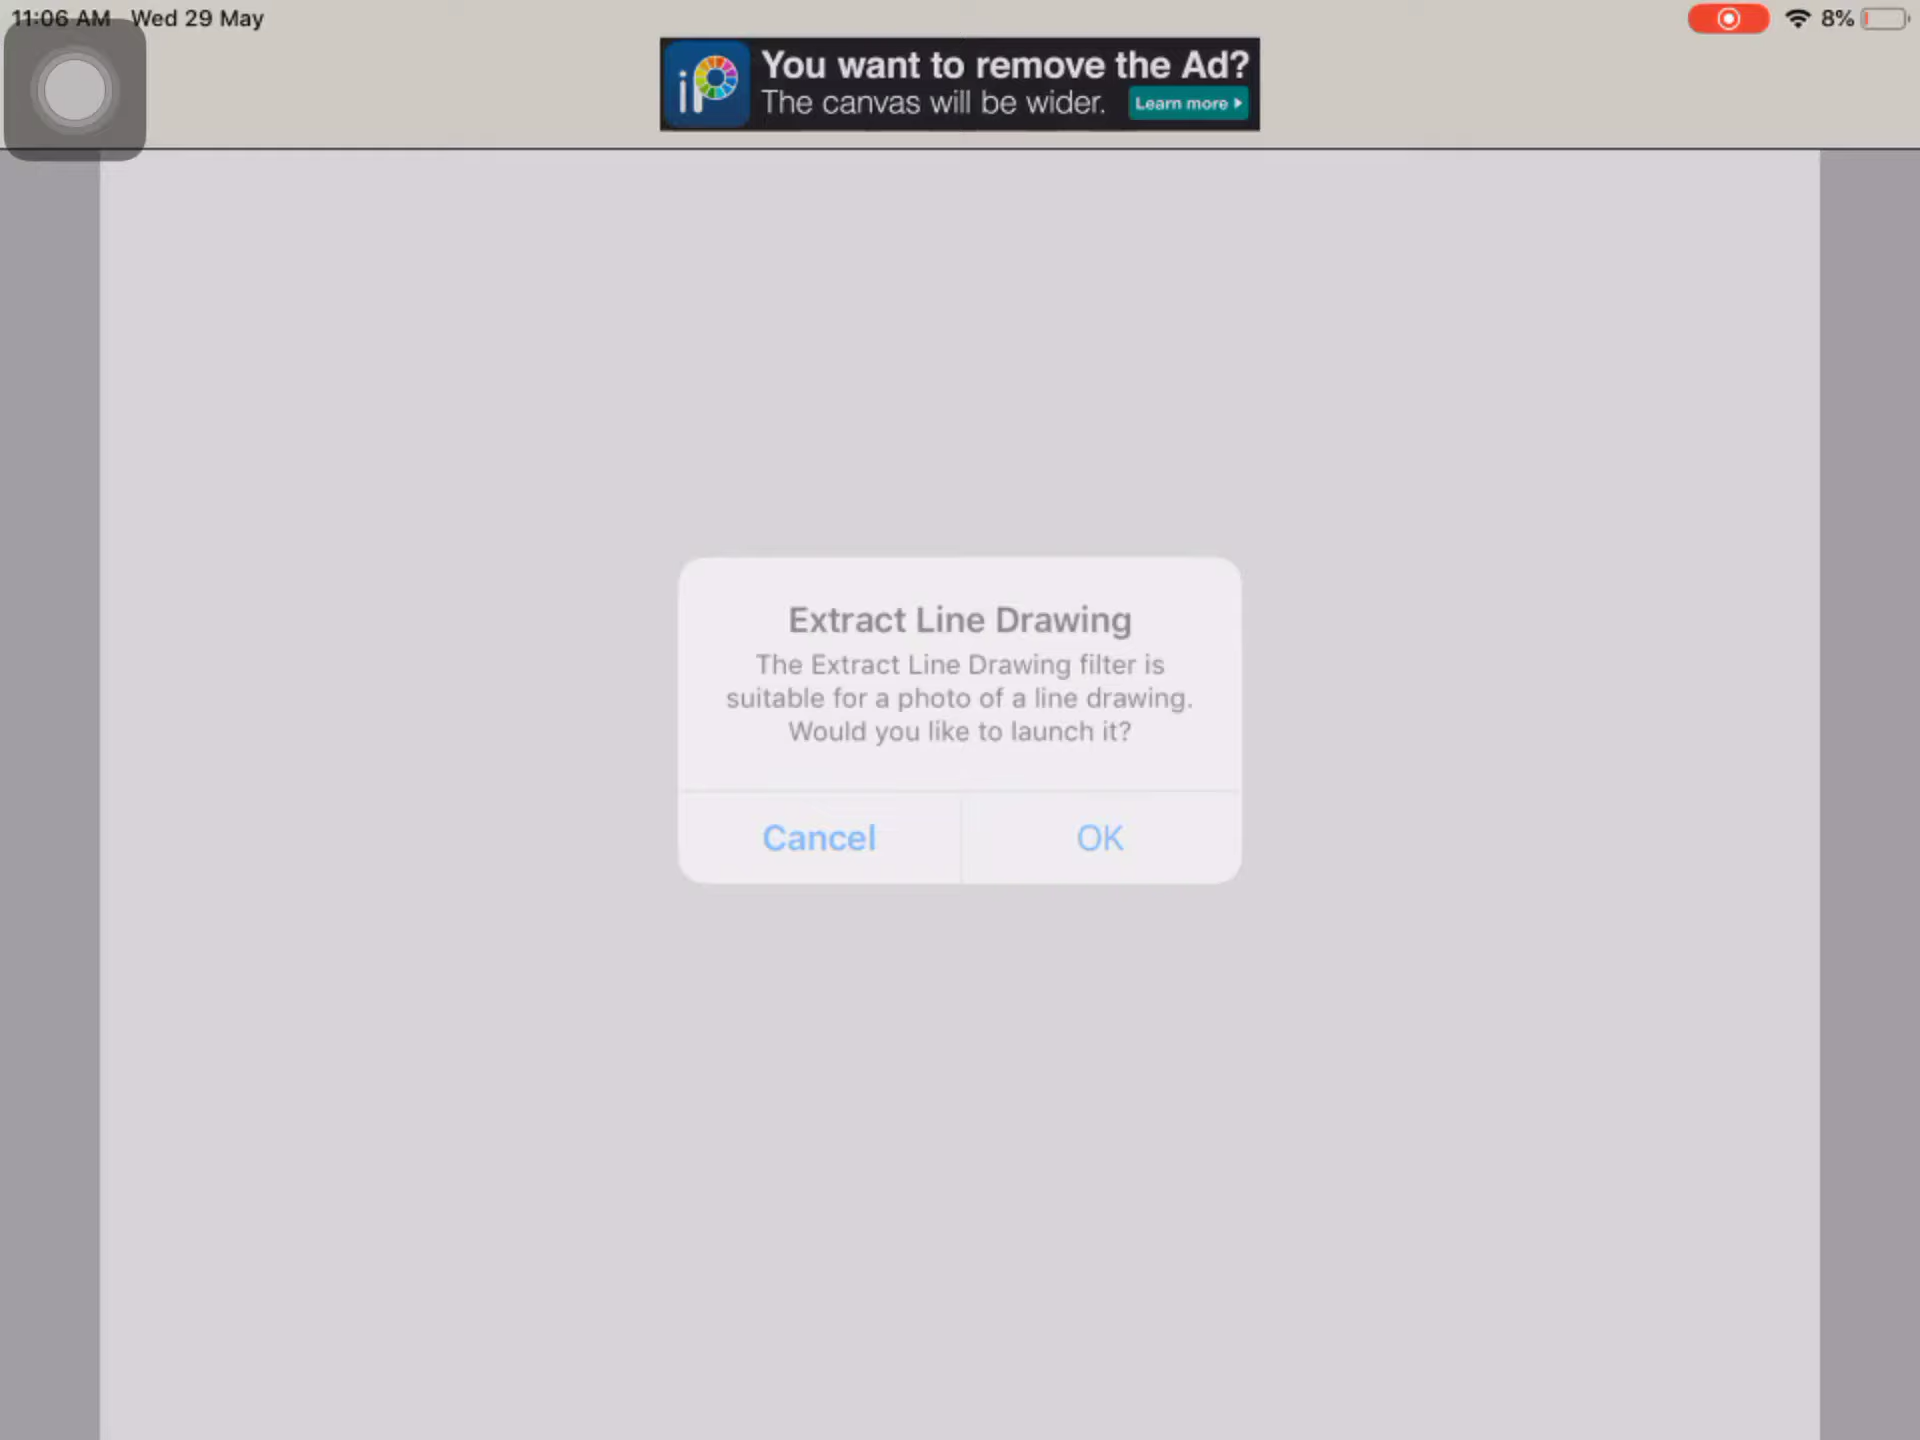 11:06 AM Wed 29 May
8%
iP
You want to remove the Ad?
The canvas will be wider.
Learn more
Extract Line Drawing
The Extract Line Drawing filter is
suitable for a photo of a line drawing.
Would you like to launch it?
Cancel
OK